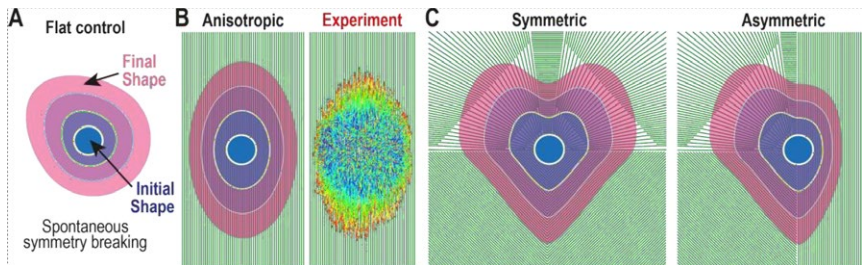 A
Flat control
Final
Shape
Initial
Shape
Spontaneous
symmetry breaking
B
Anisotropic
Experiment
C
Symmetric
Asymmetric